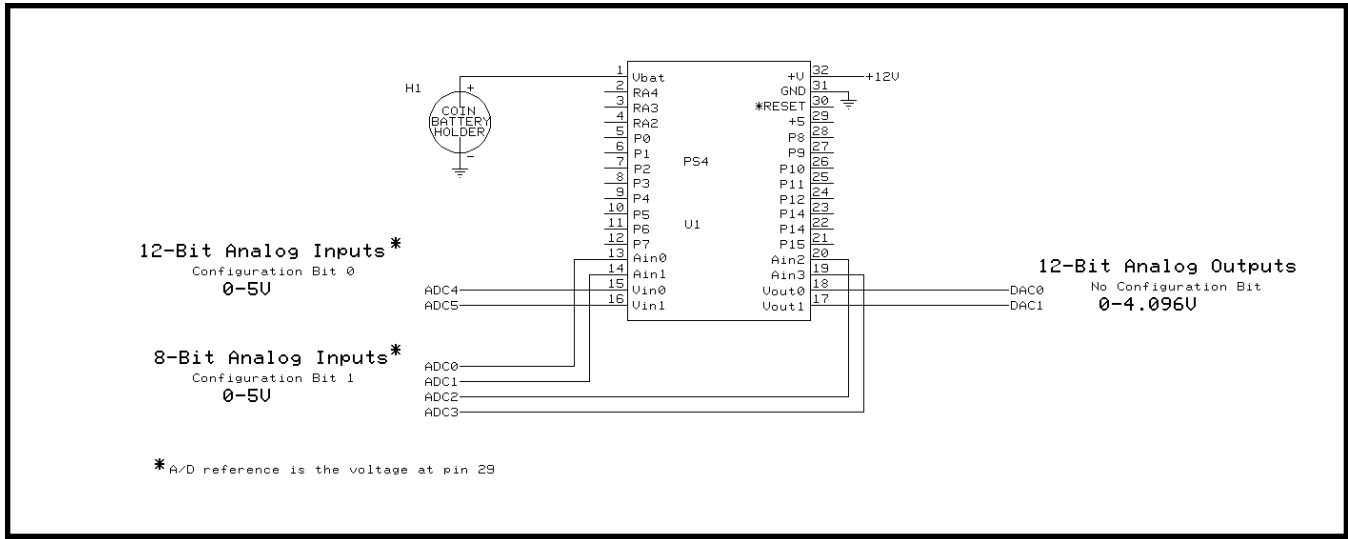 H1
+
COIN
BATTERY
HOLDER
-
1 Vbat
2 RA4
3 RA3
4 RA2
5 P0
6 P1
7 P2
8 P3
9 P4
10 P5
11 P6
12 P7
13 Ain0
14 Ain1
15 Vin0
16 Vin1
PS4
U1
+V 32 +12V
GND 31
*RESET 30
+5 29
P8 28
P9 27
P10 26
P11 25
P12 24
P14 23
P14 22
P15 21
Ain2 20
Ain3 19
Vout0 18
Vout1 17
12-Bit Analog Inputs*
Configuration Bit 0
0-5V
ADC4
ADC5
8-Bit Analog Inputs*
Configuration Bit 1
0-5V
ADC0
ADC1
ADC2
ADC3
12-Bit Analog Outputs
No Configuration Bit
0-4.096V
DAC0
DAC1
*A/D reference is the voltage at pin 29